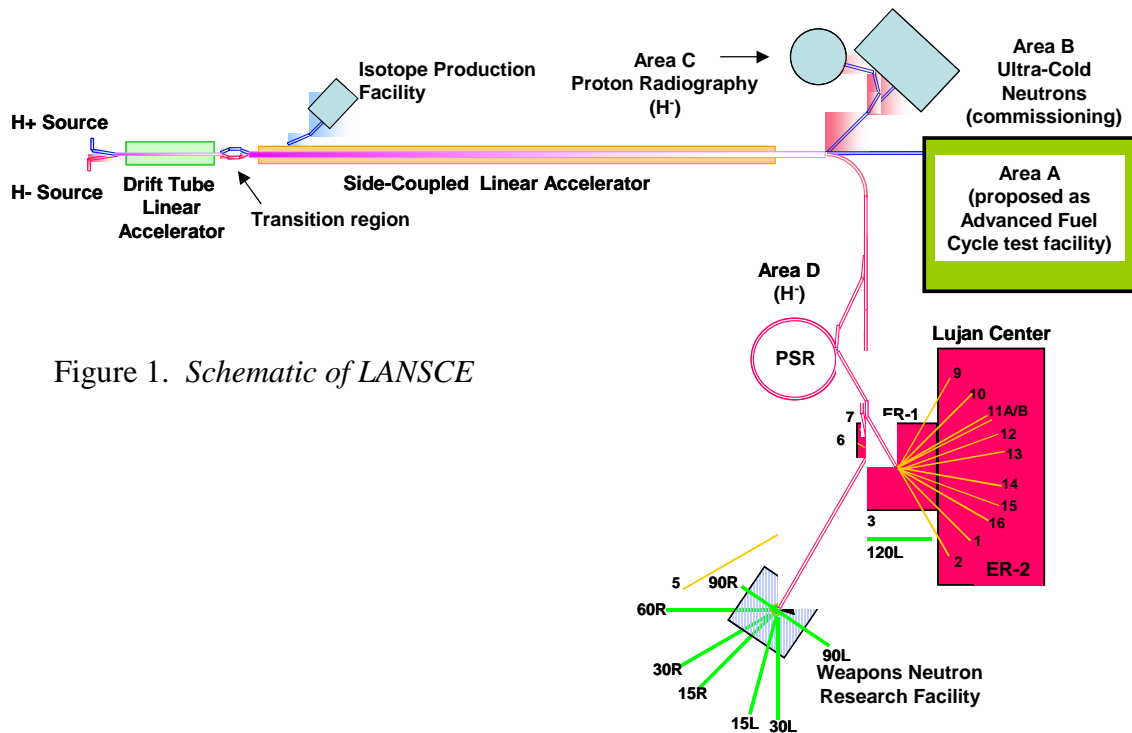 Isotope Production
Facility
Area C
Proton Radiography
(H-)
Area B
Ultra-Cold
Neutrons
(commissioning)
H+ Source
H- Source
Drift Tube
Linear
Accelerator
Transition region
Side-Coupled Linear Accelerator
Area A
(proposed as
Advanced Fuel
Cycle test facility)
Area D
(H-)
PSR
Figure 1. Schematic of LANSCE
Lujan Center
9
10
11A/B
12
13
14
15
16
1
2
ER-2
7
ER-1
6
3
120L
5
90R
60R
30R
15R
15L
30L
90L
Weapons Neutron
Research Facility